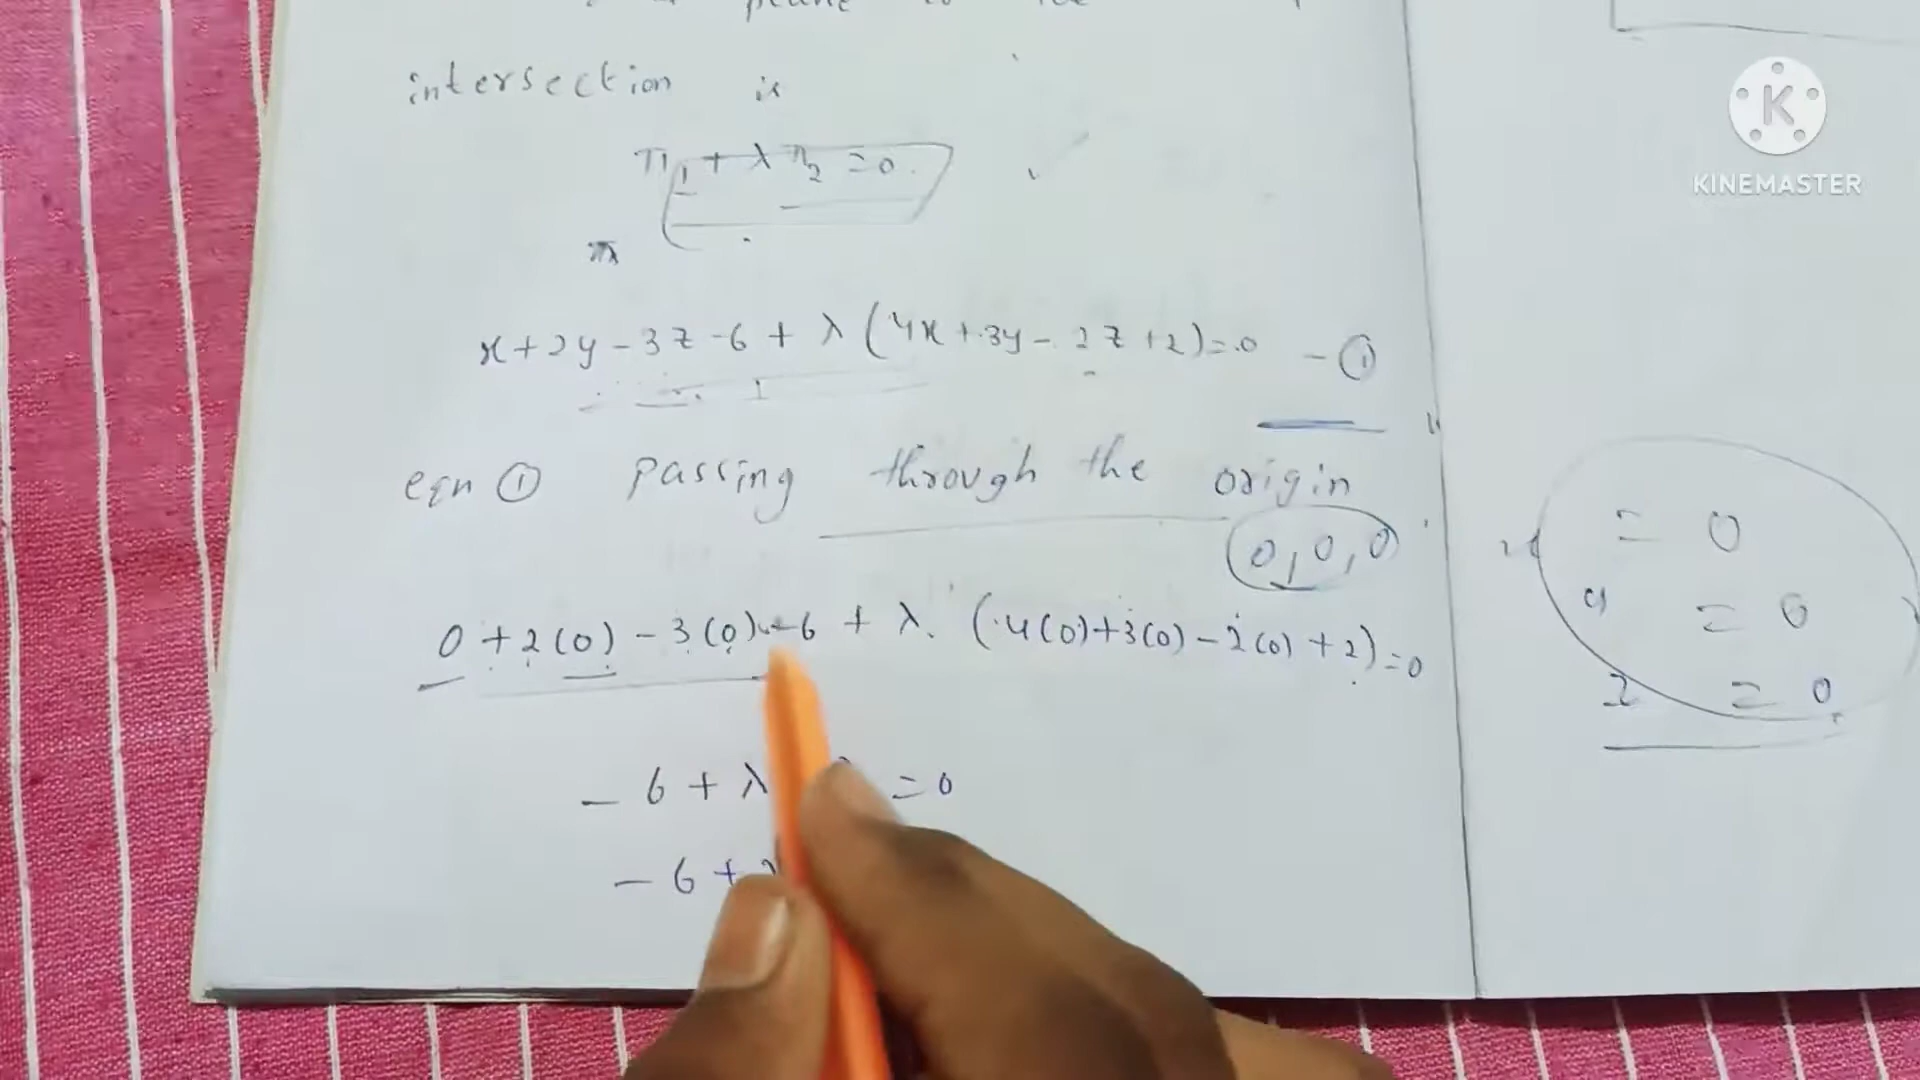 plane
intersection is
π₁ + λ π₂ = 0
π
x+2y-3z-6 + λ(4x+3y-2z+2)=0 -①
eqn ① passing through the origin
0,0,0
0+2(0)-3(0)-6 + λ (4(0)+3(0)-2(0)+2)=0
-6+λ =0
-6+
= 0
y = 0
z = 0
K
KINEMASTER